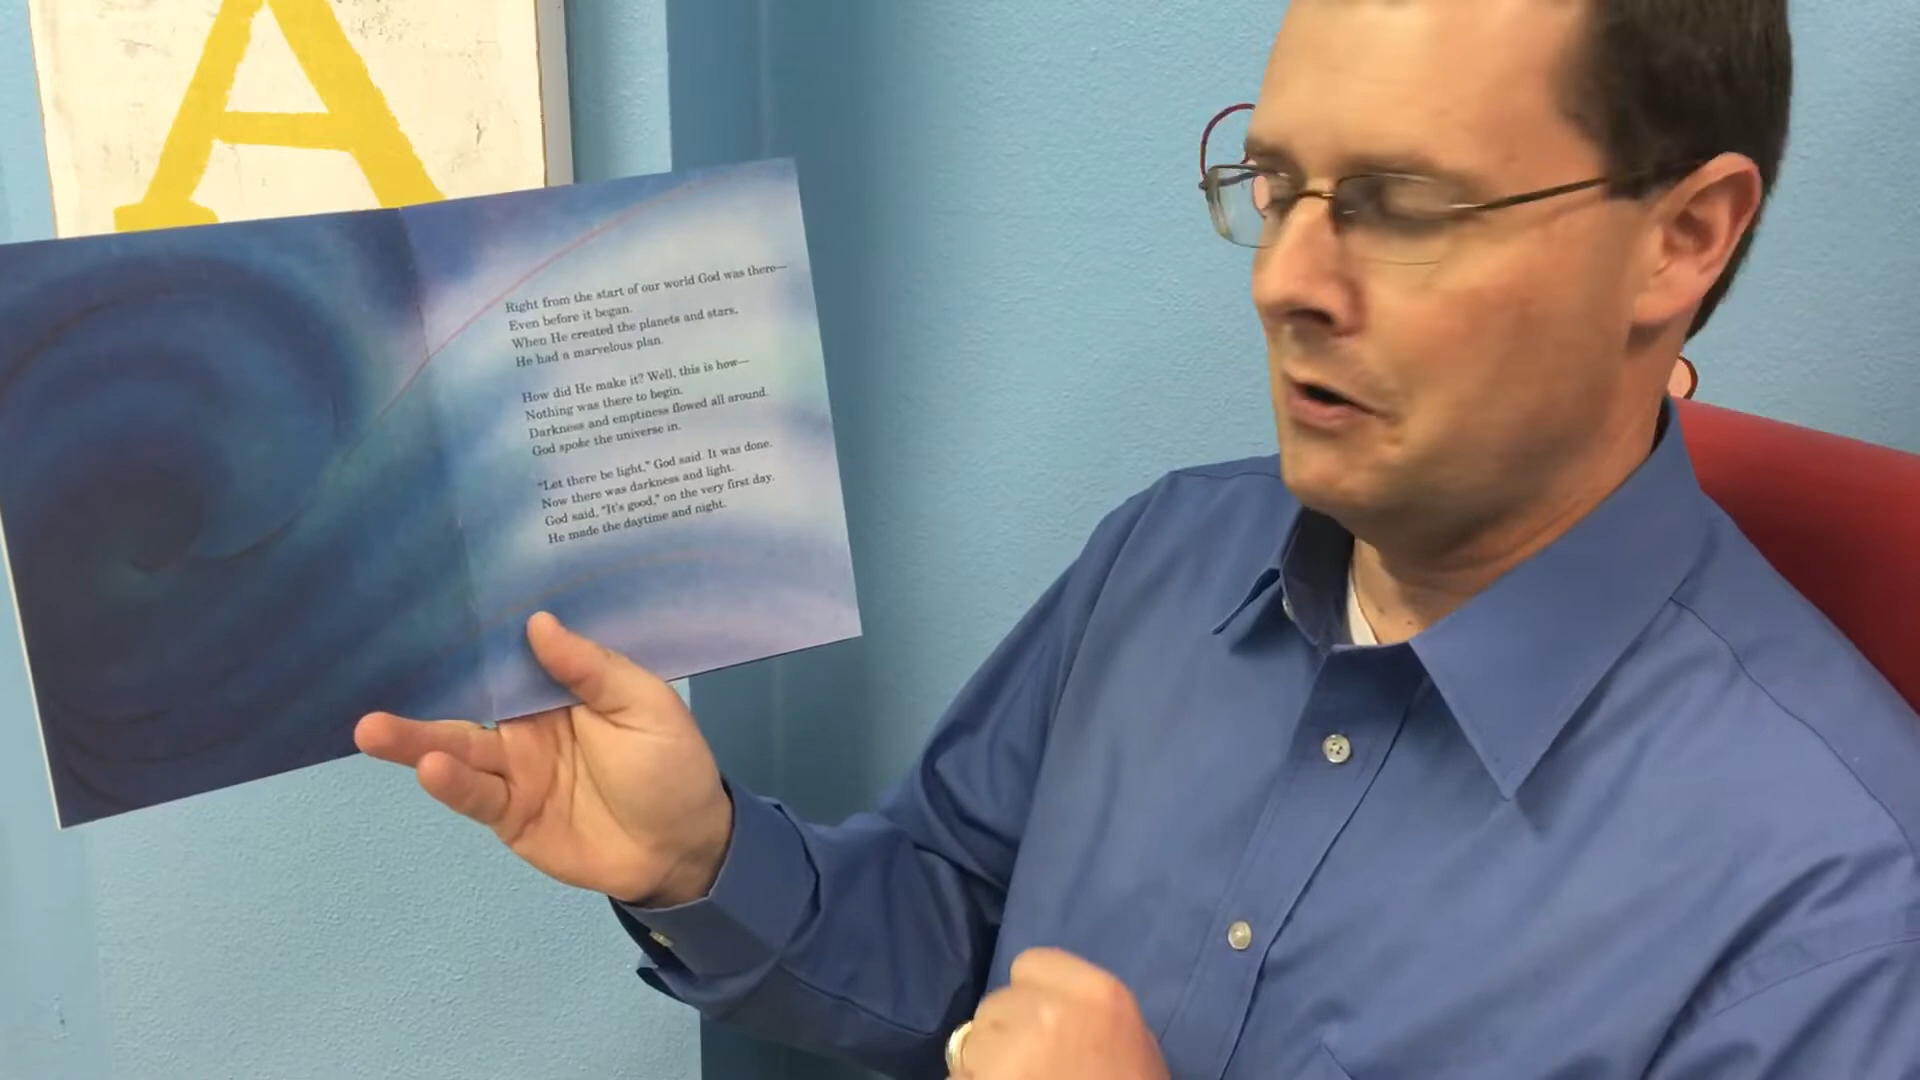 A
Right from the start of our world God was there—
Even before it began.
When He created the planets and stars,
He had a marvelous plan.
How did He make it? Well, this is how—
Nothing was there to begin.
Darkness and emptiness flowed all around.
God spoke the universe in.
"Let there be light," God said. It was done.
Now there was darkness and light.
God said, "It's good," on the very first day.
He made the daytime and night.